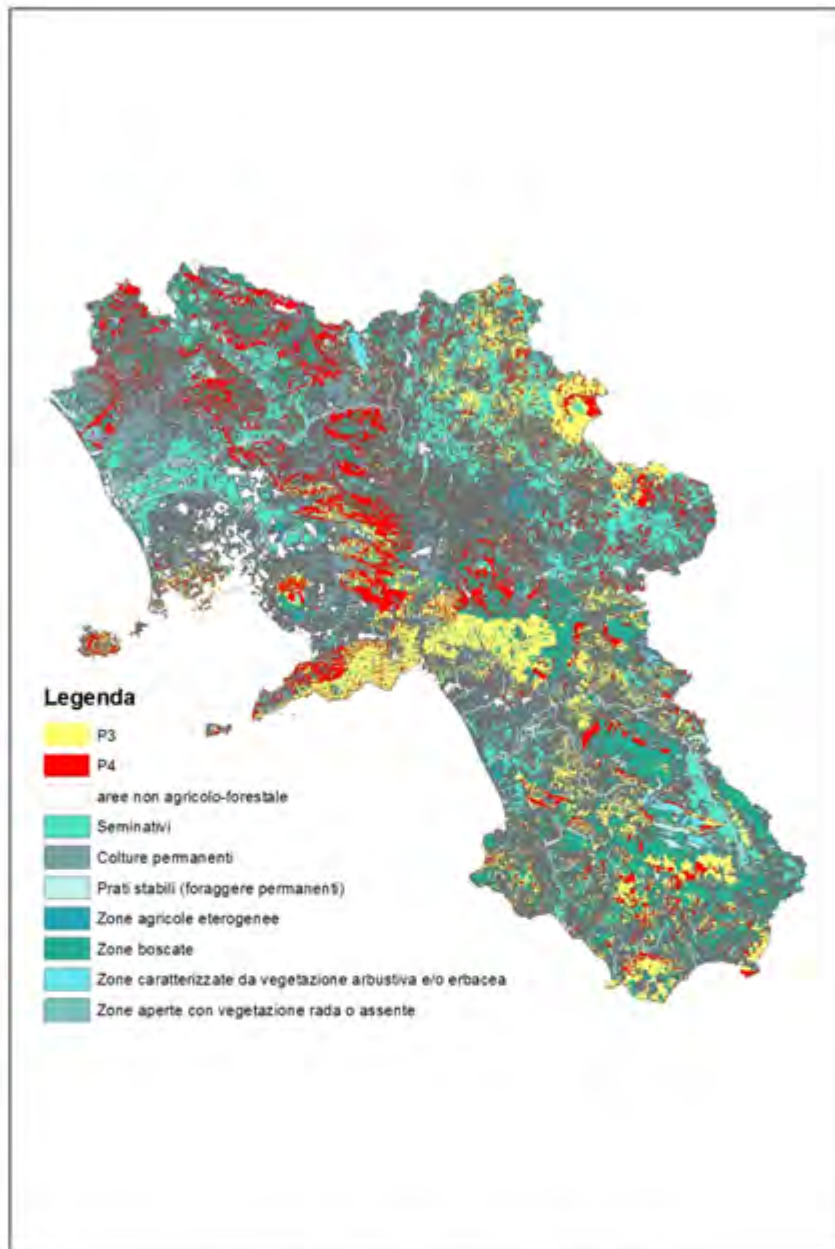 Legenda
P3
P4
aree non agricolo-forestale
Seminativi
Colture permanenti
Prati stabili (foraggere permanenti)
Zone agricole eterogenee
Zone boscate
Zone caratterizzate da vegetazione arbustiva e/o erbacea
Zone aperte con vegetazione rada o assente